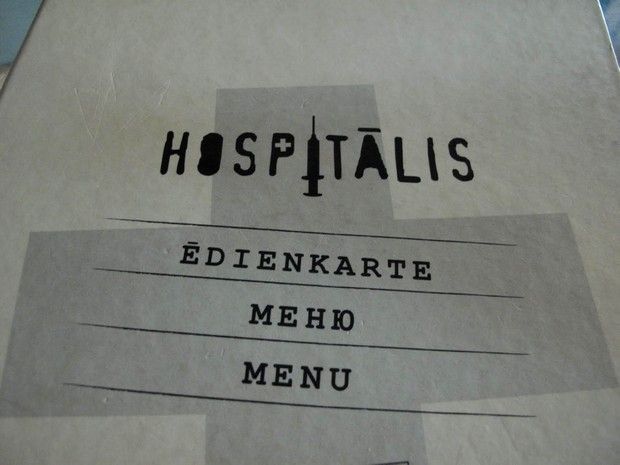 HOSPITĀLIS
ĒDIENKARTE
МЕНЮ
MENU